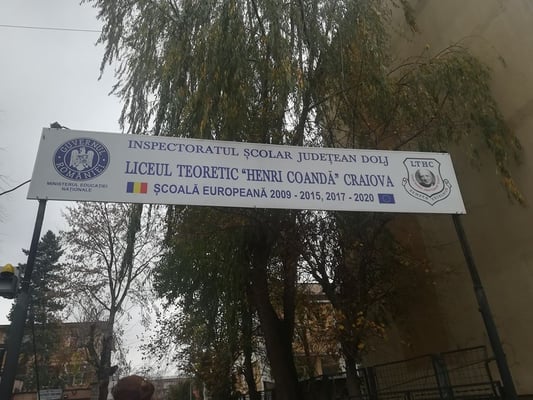 INSPECTORATUL ȘCOLAR JUDEȚEAN DOLJ
LICEUL TEORETIC "HENRI COANDĂ" CRAIOVA
ȘCOALĂ EUROPEANĂ 2009 - 2015, 2017 - 2020
GUVERNUL
ROMÂNIEI
MINISTERUL EDUCAȚIEI
NAȚIONALE
LTHC